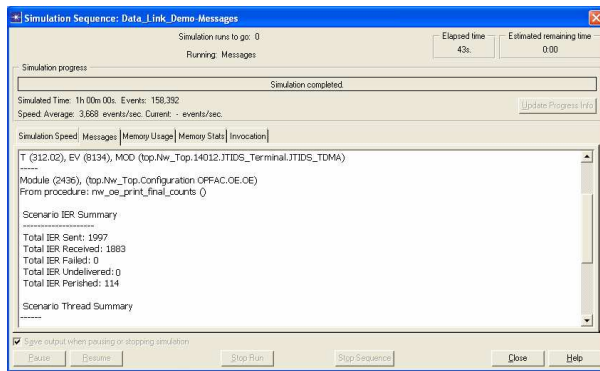 Simulation Sequence: Data_Link_Demo-Messages
Simulation runs to go: 0
Running: Messages
Elapsed time
43s.
Estimated remaining time
0:00
Simulation progress
Simulation completed.
Simulated Time: 1h 00m 00s. Events: 158,392
Speed: Average: 3,668 events/sec. Current: - events/sec.
Update Progress Info
Simulation Speed Messages Memory Usage Memory Stats Invocation
T (312.02), EV (8134), MOD (top.Nw_Top.14012.JTIDS_Terminal.JTIDS_TDMA)
-----
Module (2436), (top.Nw_Top.Configuration OPFAC.OE.OE)
From procedure: nw_oe_print_final_counts ()
Scenario IER Summary
--------------------
Total IER Sent: 1997
Total IER Received: 1883
Total IER Failed: 0
Total IER Undelivered: 0
Total IER Perished: 114
Scenario Thread Summary
------
Save output when pausing or stopping simulation
Pause Resume Stop Run Stop Sequence Close Help